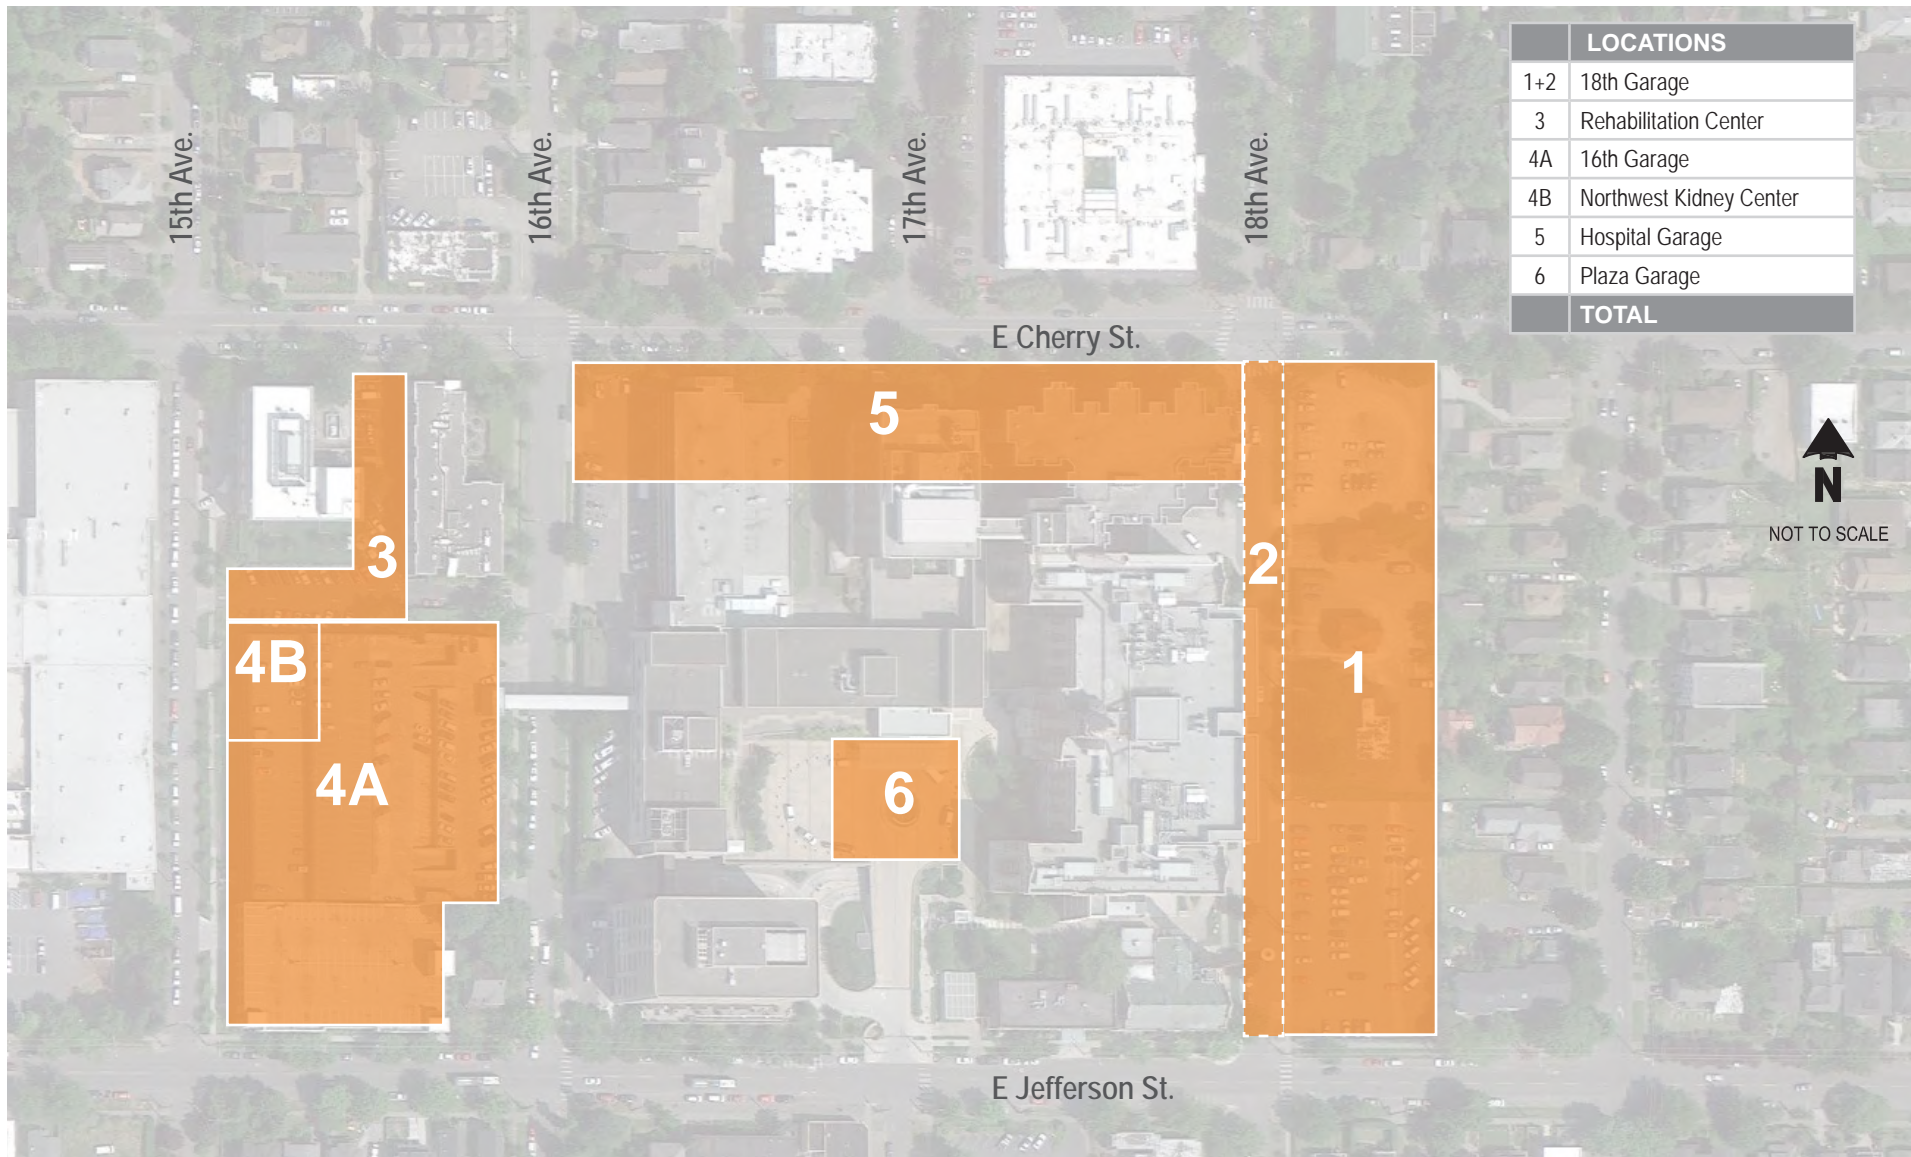 LOCATIONS
1+2 18th Garage
3 Rehabilitation Center
4A 16th Garage
4B Northwest Kidney Center
5 Hospital Garage
6 Plaza Garage
TOTAL
15th Ave.
16th Ave.
17th Ave.
18th Ave.
E Cherry St.
5
N
NOT TO SCALE
3
2
4B
1
4A
6
E Jefferson St.